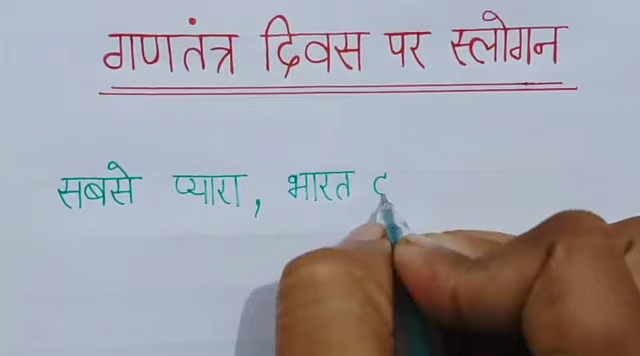 गणतंत्र दिवस पर स्लोगन
सबसे प्यारा, भारत